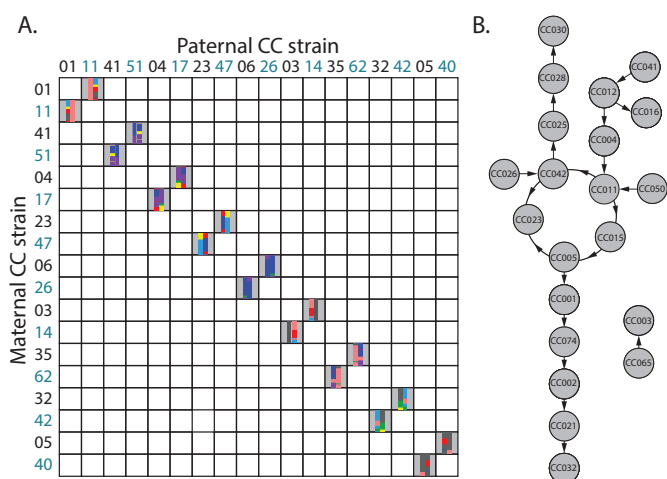 A.
Paternal CC strain
01 11 41 51 04 17 23 47 06 26 03 14 35 62 32 42 05 40
Maternal CC strain
01
11
41
51
04
17
23
47
06
26
03
14
35
62
32
42
05
40
B.
CC030
CC041
CC028
CC012
CC016
CC025
CC004
CC026
CC042
CC011
CC050
CC023
CC015
CC005
CC001
CC003
CC074
CC065
CC002
CC021
CC032